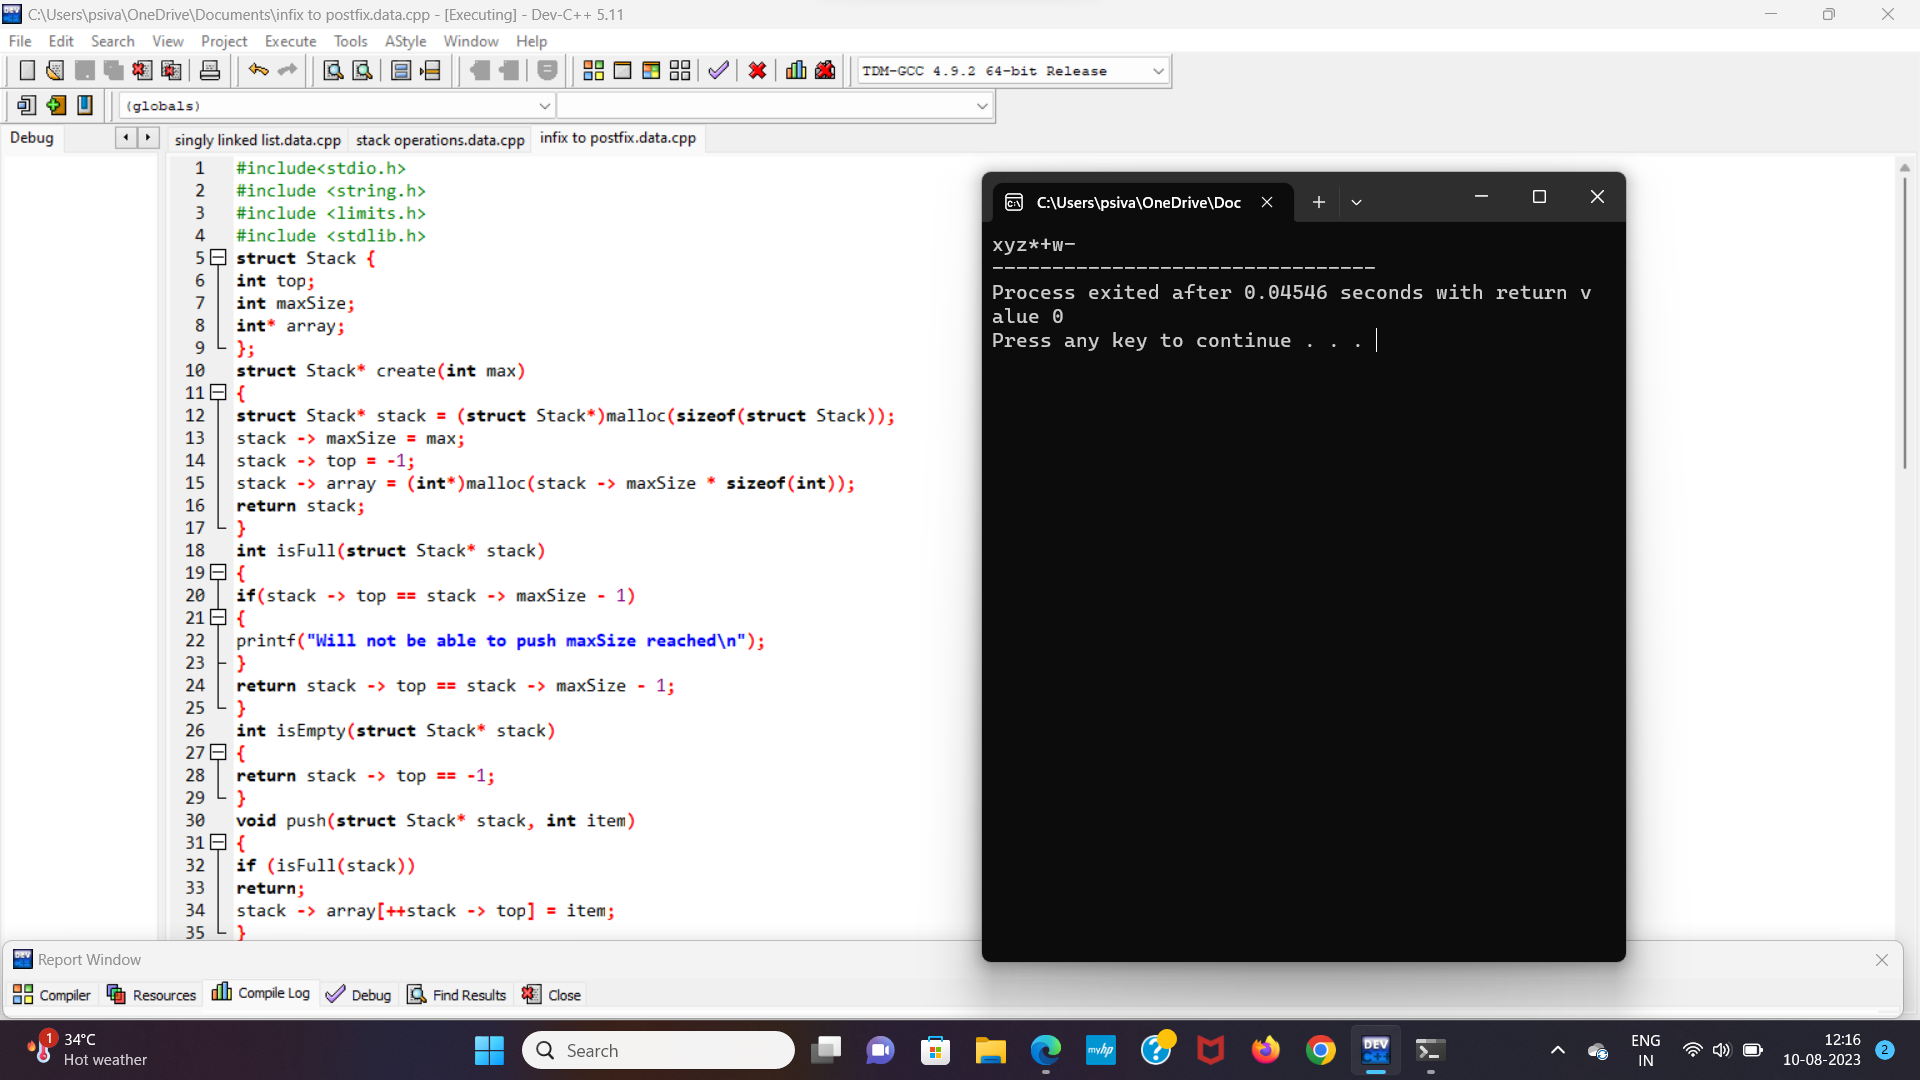 C:\Users\psiva\OneDrive\Documents\infix to postfix.data.cpp - [Executing] - Dev-C++ 5.11
File Edit Search View Project Execute Tools AStyle Window Help
TDM-GCC 4.9.2 64-bit Release
(globals)
Debug
singly linked list.data.cpp stack operations.data.cpp infix to postfix.data.cpp
1 #include<stdio.h>
2 #include <string.h>
3 #include <limits.h>
4 #include <stdlib.h>
5 struct Stack {
6 int top;
7 int maxSize;
8 int* array;
9 };
10 struct Stack* create(int max)
11 {
12 struct Stack* stack = (struct Stack*)malloc(sizeof(struct Stack));
13 stack -> maxSize = max;
14 stack -> top = -1;
15 stack -> array = (int*)malloc(stack -> maxSize * sizeof(int));
16 return stack;
17 }
18 int isFull(struct Stack* stack)
19 {
20 if(stack -> top == stack -> maxSize - 1)
21 {
22 printf("Will not be able to push maxSize reached\n");
23 }
24 return stack -> top == stack -> maxSize - 1;
25 }
26 int isEmpty(struct Stack* stack)
27 {
28 return stack -> top == -1;
29 }
30 void push(struct Stack* stack, int item)
31 {
32 if (isFull(stack))
33 return;
34 stack -> array[++stack -> top] = item;
35 }
C:\Users\psiva\OneDrive\Doc
xyz*+w-
--------------------------------
Process exited after 0.04546 seconds with return v
alue 0
Press any key to continue . . .
Report Window
Compiler Resources Compile Log Debug Find Results Close
1
34°C
Hot weather
Search
myhp
DEV
C++
ENG
IN
12:16
10-08-2023
2